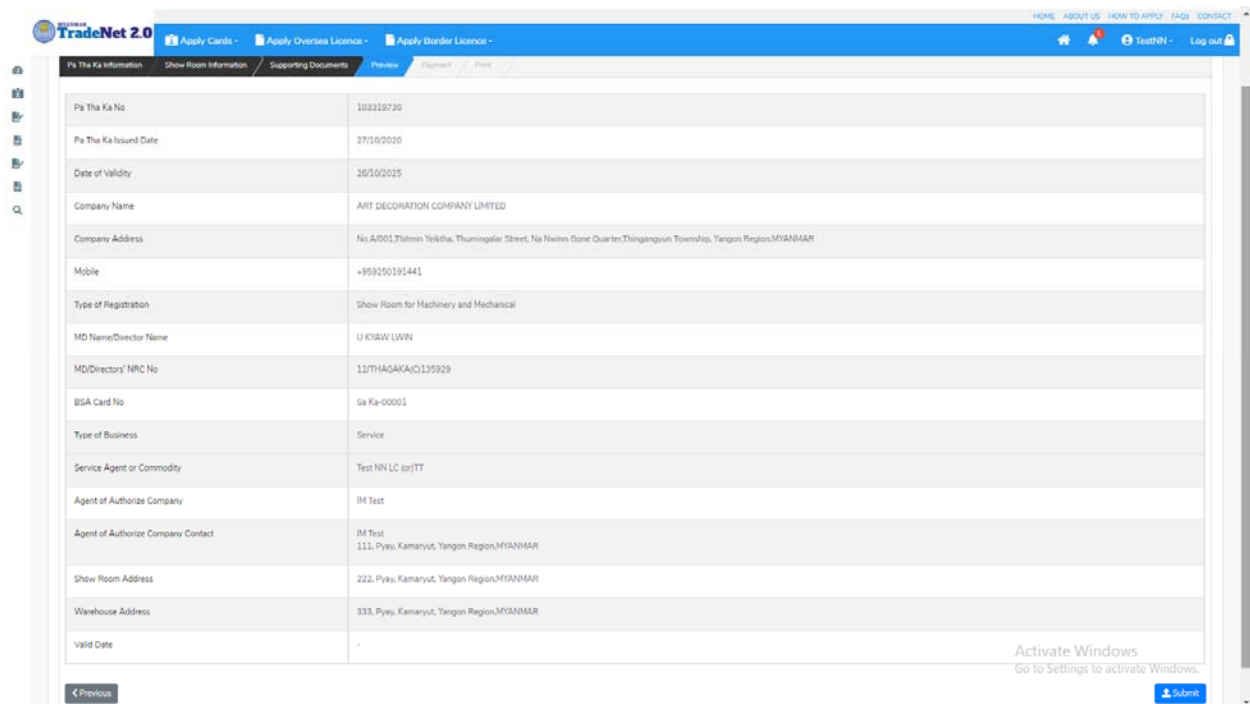 HOME ABOUT US HOW TO APPLY FAQs CONTACT
MYANMAR
TradeNet 2.0
Apply Cards -
Apply Oversea Licence -
Apply Border Licence -
1
TestNN -
Log out
Pa Tha Ka Information
Show Room Information
Supporting Documents
Preview
Payment
Print
Pa Tha Ka No 103319730
Pa Tha Ka Issued Date 27/10/2020
Date of Validity 26/10/2025
Company Name ART DECORATION COMPANY LIMITED
Company Address No.A/001,Thitmin Yeiktha, Thumingalar Street, Na Nwinn Gone Quarter,Thingangyun Township, Yangon Region,MYANMAR
Mobile +959250191441
Type of Registration Show Room for Machinery and Mechanical
MD Name/Director Name U KYAW LWIN
MD/Directors' NRC No 12/THAGAKA(C)135929
BSA Card No Sa Ka-00001
Type of Business Service
Service Agent or Commodity Test NN LC (or)TT
Agent of Authorize Company IM Test
Agent of Authorize Company Contact IM Test
111, Pyay, Kamaryut, Yangon Region,MYANMAR
Show Room Address 222, Pyay, Kamaryut, Yangon Region,MYANMAR
Warehouse Address 333, Pyay, Kamaryut, Yangon Region,MYANMAR
Valid Date -
Activate Windows
Go to Settings to activate Windows.
Previous
Submit